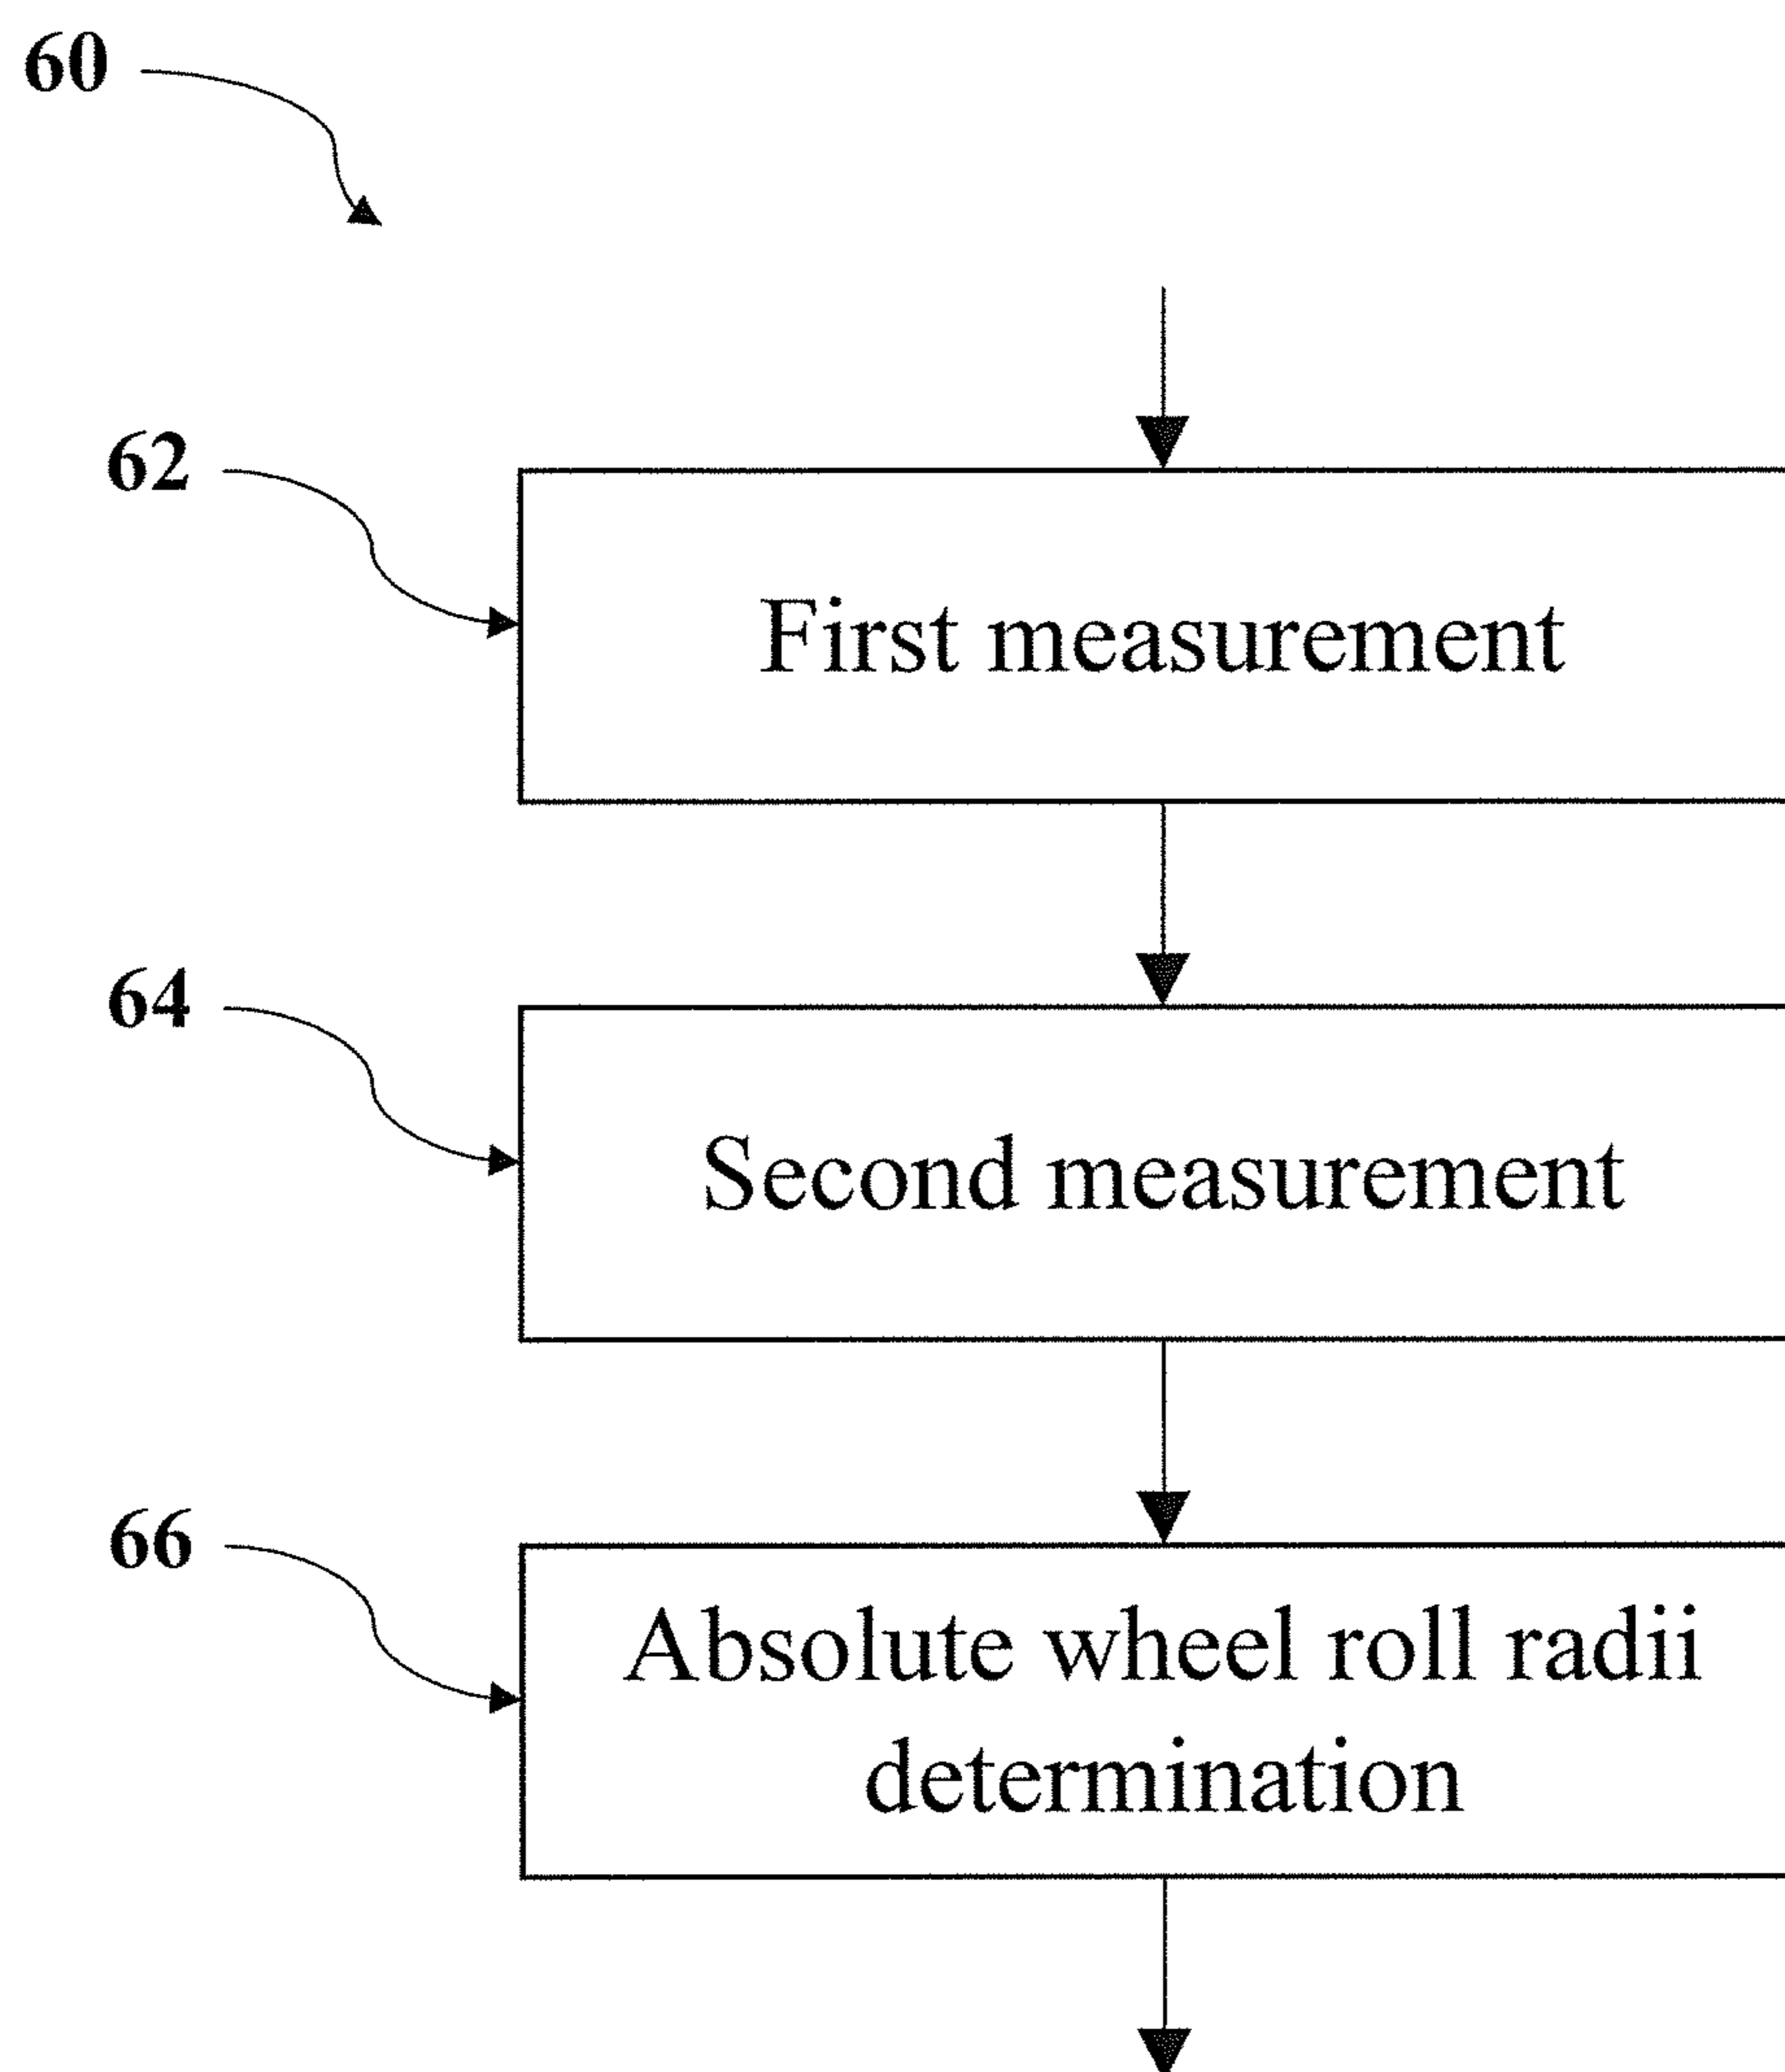 60
62
First measurement
64
Second measurement
66
Absolute wheel roll radii
determination